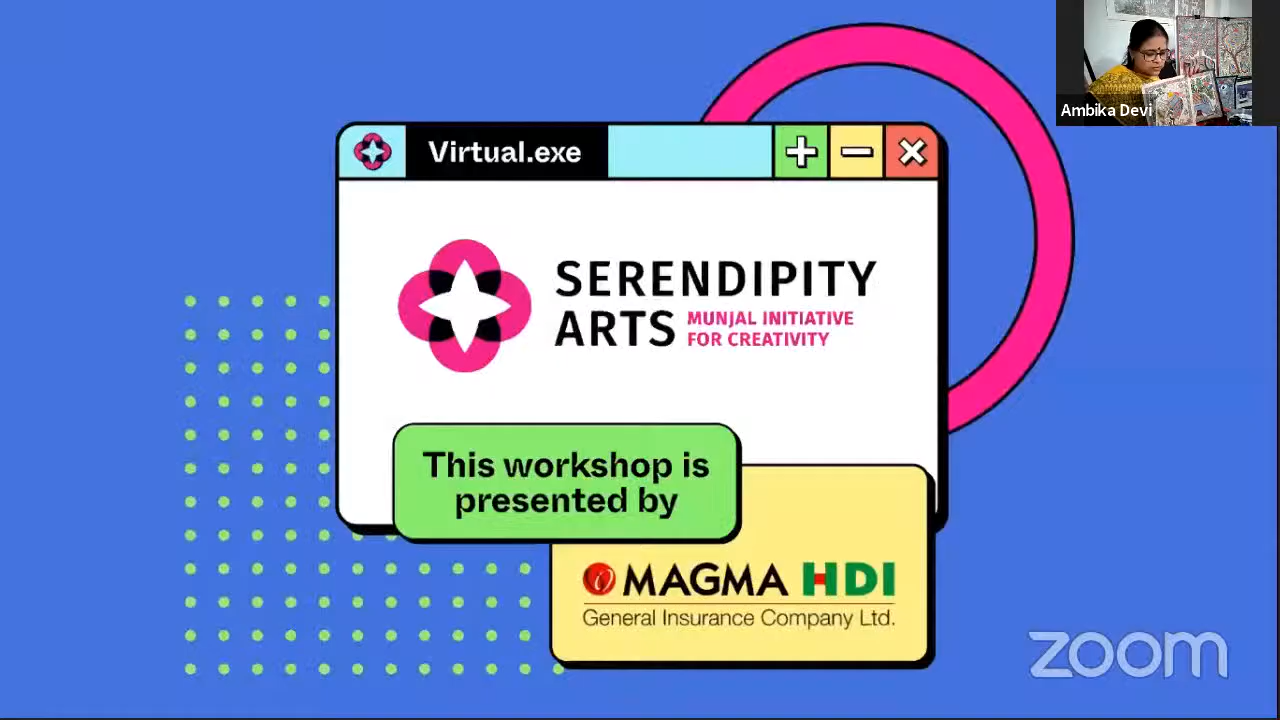 Ambika Devi
Virtual.exe
SERENDIPITY
ARTS
MUNJAL INITIATIVE
FOR CREATIVITY
This workshop is
presented by
MAGMA HDI
General Insurance Company Ltd.
zoom